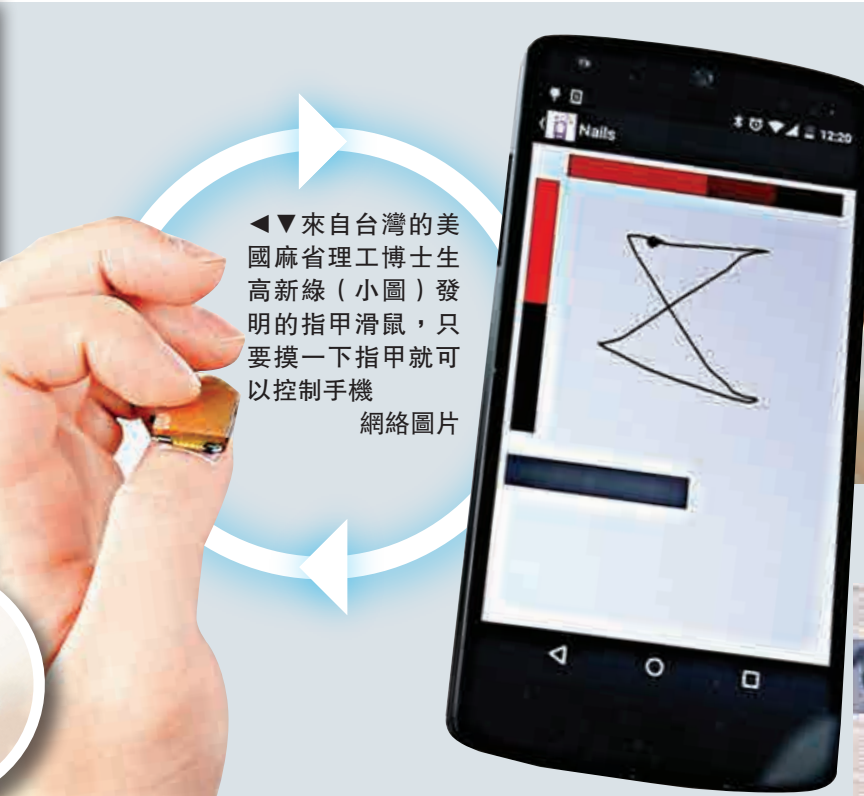 ◀▼來自台灣的美
國麻省理工博士生
高新綠（小圖）發
明的指甲滑鼠，只
要摸一下指甲就可
以控制手機
網絡圖片
Nails
12:20